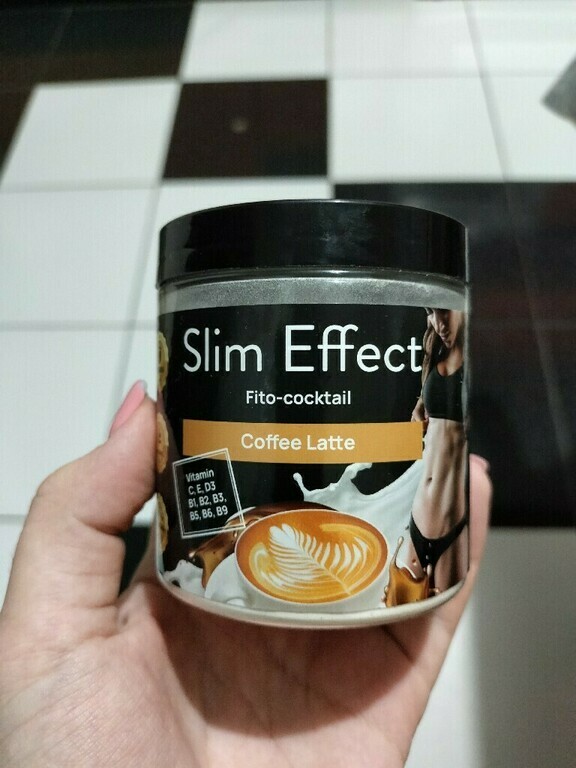 Slim Effect
Fito-cocktail
Coffee Latte
Vitamin
C, E, D3
B1, B2, B3,
B5, B6, B9